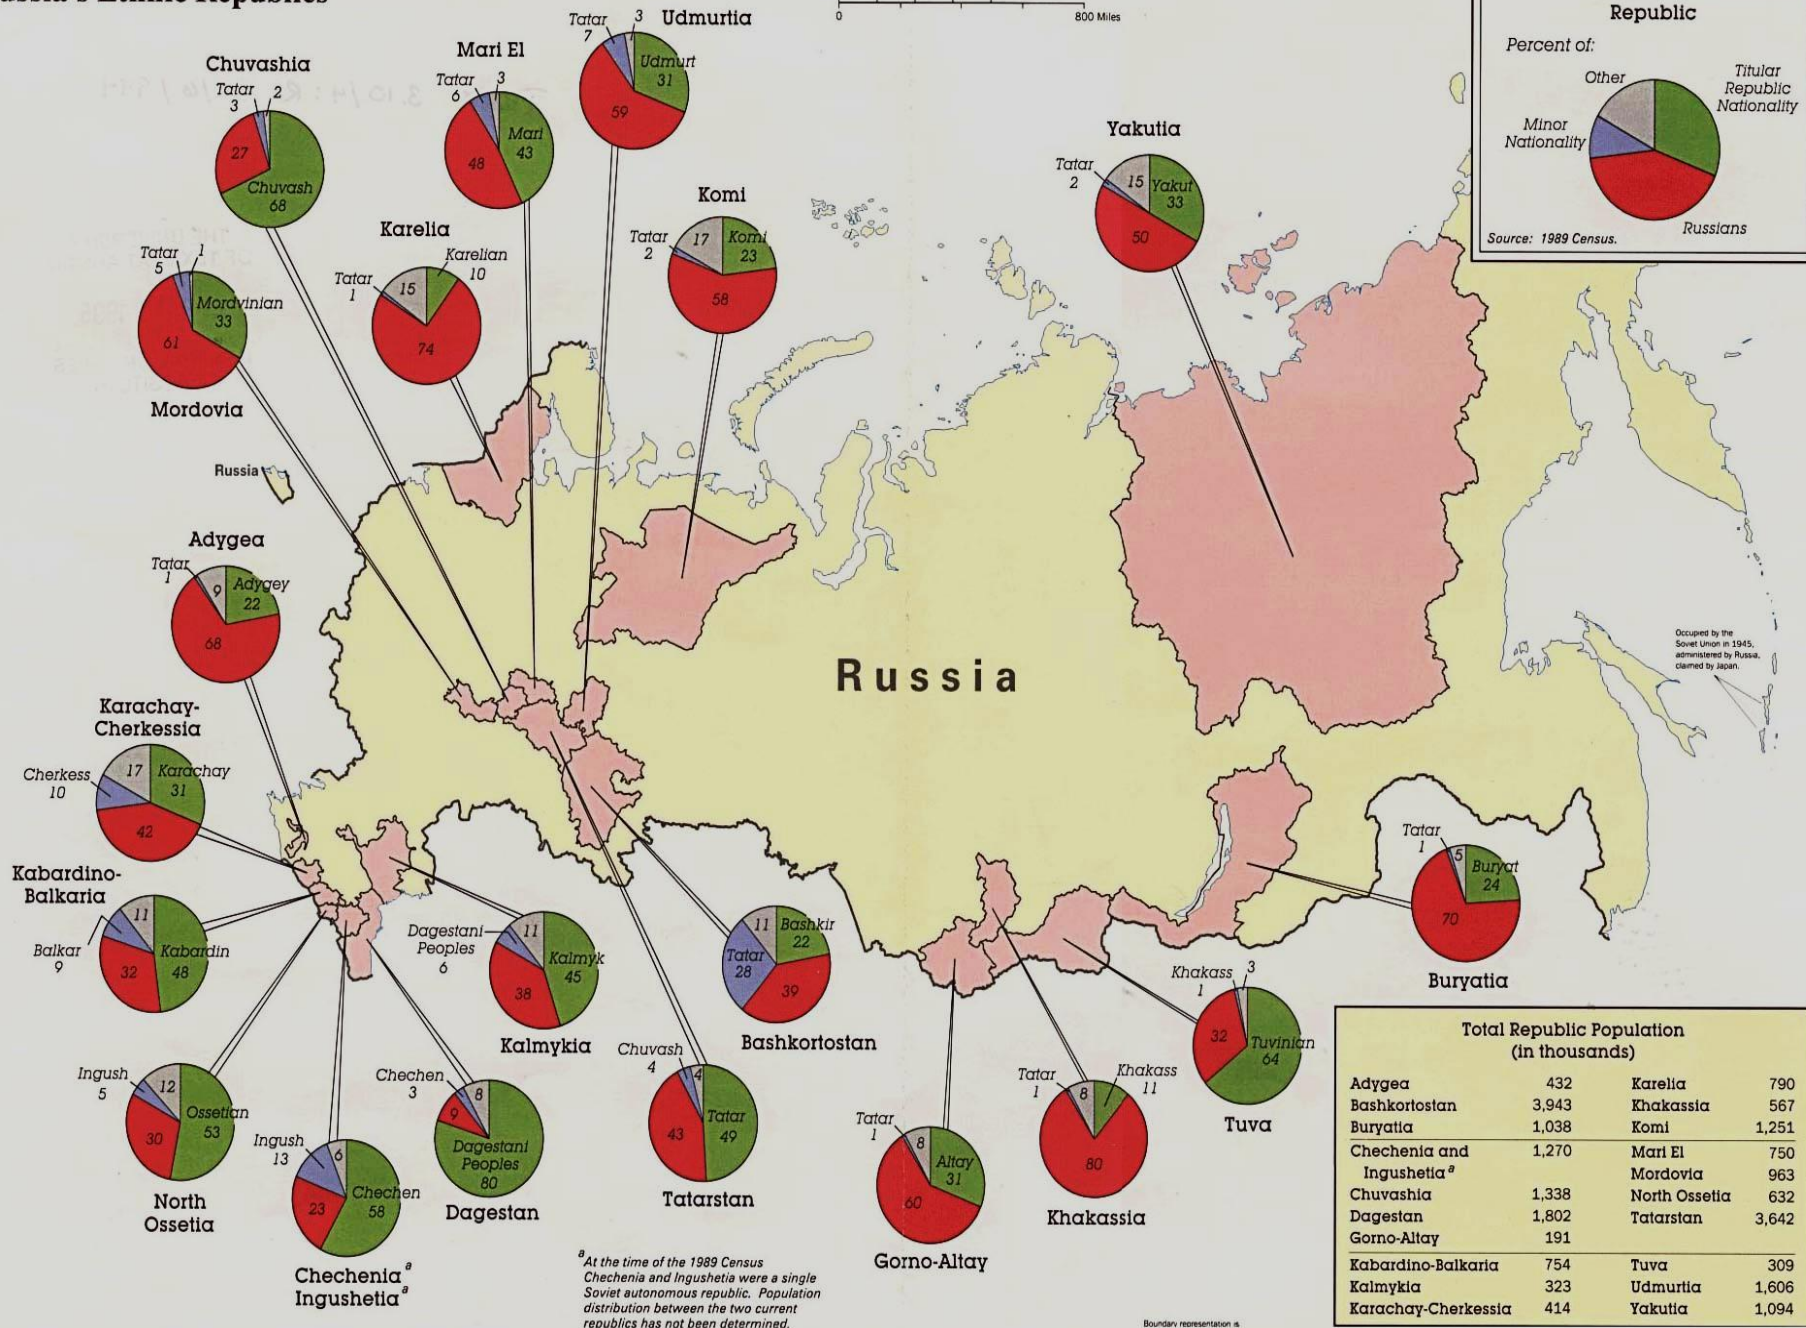 ussia's Ethnic Republics
0 800 Miles
Republic
Percent of:
Other
Titular
Republic
Nationality
Minor
Nationality
Russians
Source: 1989 Census.
Chuvashia
Tatar
3
2
27
Chuvash
68
Mari El
Tatar
6
3
Mari
43
48
Udmurtia
Tatar
7
3
Udmurt
31
59
Yakutia
Tatar
2
15
Yakut
33
50
Komi
Tatar
2
17
Komi
23
58
Karelia
Tatar
1
15
Karelian
10
74
Tatar
5
1
Mordvinian
33
61
Mordovia
Russia
Adygea
Tatar
1
9
Adygey
22
68
Russia
Occupied by the
Soviet Union in 1945,
administered by Russia,
claimed by Japan.
Karachay-
Cherkessia
17
Karachay
31
Cherkess
10
42
Kabardino-
Balkaria
11
Balkar
9
Kabardin
48
32
Dagestani
Peoples
6
11
Kalmyk
45
38
Kalmykia
11
Bashkir
22
Tatar
28
39
Bashkortostan
Tatar
1
5
Buryat
24
70
Buryatia
Khakass
1
3
32
Tuvinian
64
Tuva
Ingush
5
12
Ossetian
53
30
North
Ossetia
Ingush
13
6
Chechen
58
23
Chechenia a
Ingushetia a
Chechen
3
8
9
Dagestani
Peoples
80
Dagestan
Chuvash
4
4
Tatar
49
43
Tatarstan
Tatar
1
8
Altay
31
60
Gorno-Altay
Tatar
1
8
Khakass
11
80
Khakassia
a At the time of the 1989 Census
Chechenia and Ingushetia were a single
Soviet autonomous republic. Population
distribution between the two current
republics has not been determined.
Boundary representation is
Total Republic Population
(in thousands)
Adygea 432 Karelia 790
Bashkortostan 3,943 Khakassia 567
Buryatia 1,038 Komi 1,251
Chechenia and 1,270 Mari El 750
Ingushetia a Mordovia 963
Chuvashia 1,338 North Ossetia 632
Dagestan 1,802 Tatarstan 3,642
Gorno-Altay 191
Kabardino-Balkaria 754 Tuva 309
Kalmykia 323 Udmurtia 1,606
Karachay-Cherkessia 414 Yakutia 1,094